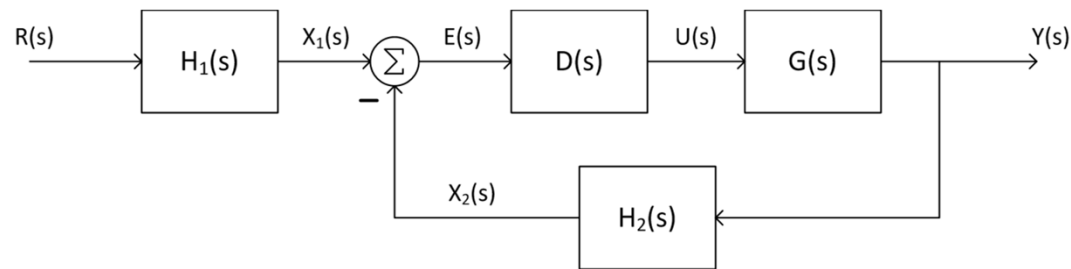 R(s)
H₁(s)
X₁(s)
Σ
E(s)
D(s)
U(s)
G(s)
Y(s)
−
X₂(s)
H₂(s)